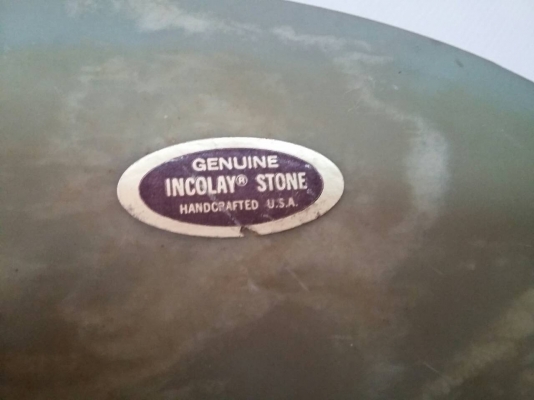 GENUINE
INCOLAY® STONE
HANDCRAFTED U.S.A.